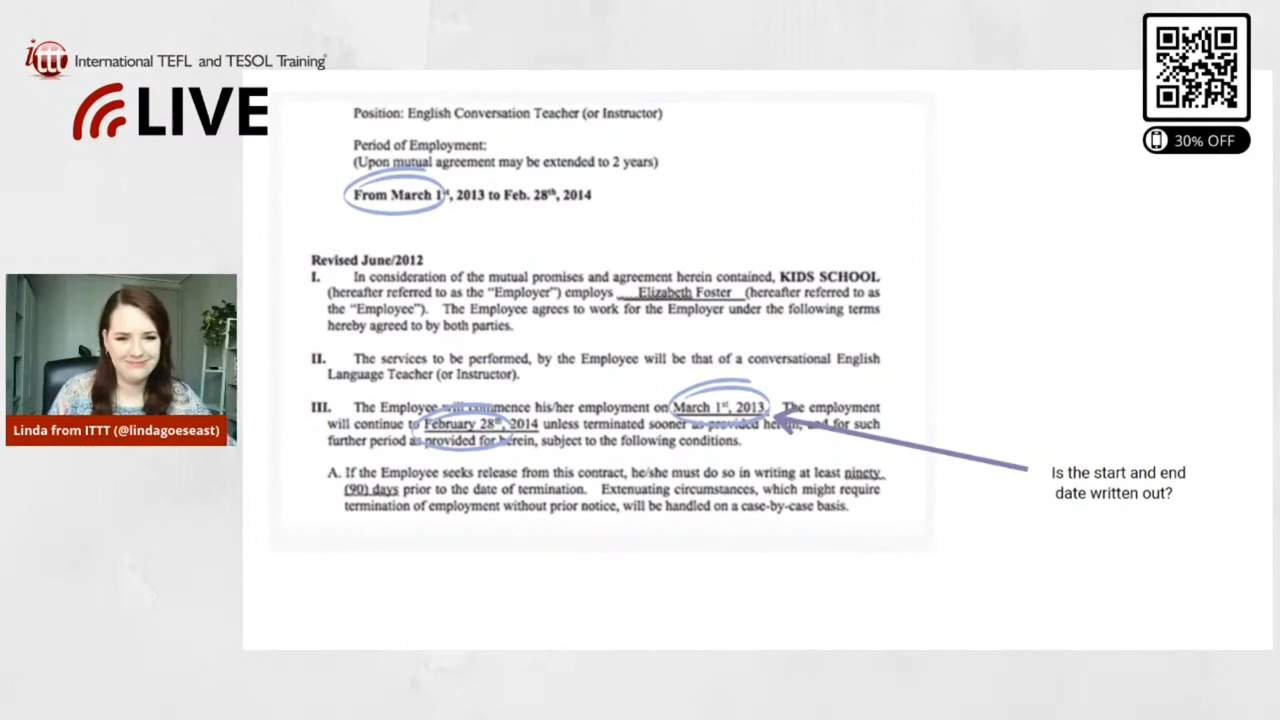 ittt International TEFL and TESOL Training
LIVE
30% OFF
Position: English Conversation Teacher (or Instructor)
Period of Employment:
(Upon mutual agreement may be extended to 2 years)
From March 1st, 2013 to Feb. 28th, 2014
Revised June/2012
I. In consideration of the mutual promises and agreement herein contained, KIDS SCHOOL
(hereafter referred to as the “Employer”) employs Elizabeth Foster (hereafter referred to as
the “Employee”). The Employee agrees to work for the Employer under the following terms
hereby agreed to by both parties.
II. The services to be performed, by the Employee will be that of a conversational English
Language Teacher (or Instructor).
III. The Employee will commence his/her employment on March 1st, 2013. The employment
will continue to February 28th, 2014 unless terminated sooner as provided herein, and for such
further period as provided for herein, subject to the following conditions.
A. If the Employee seeks release from this contract, he/she must do so in writing at least ninety
(90) days prior to the date of termination. Extenuating circumstances, which might require
termination of employment without prior notice, will be handled on a case-by-case basis.
Is the start and end
date written out?
Linda from ITTT (@lindagoeseast)